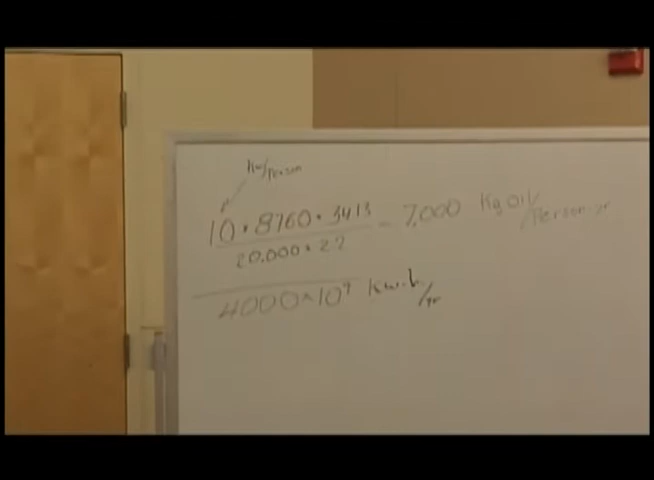 Kw/Person
10 · 8760 · 3413 = 7,000 Kg oil/Person-yr
20,000 · 2.2
4000 × 10⁹ Kw-h/yr